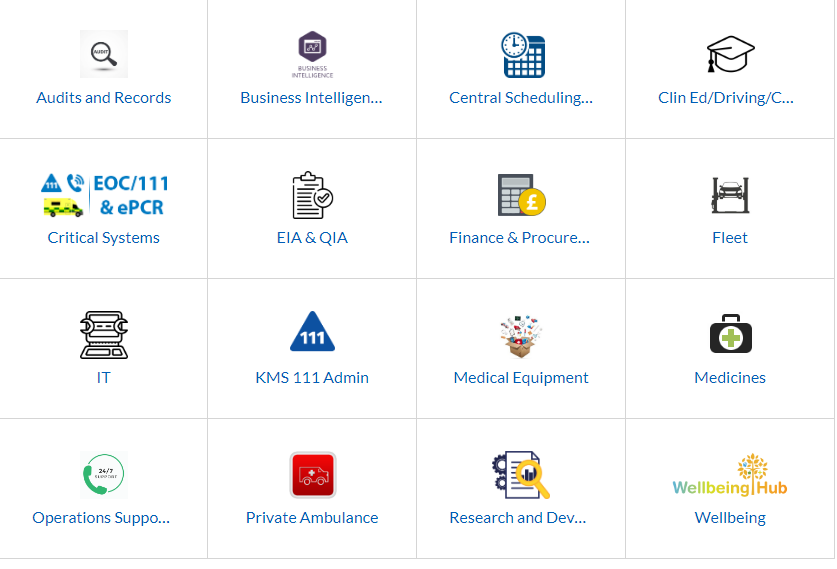 AUDIT
Audits and Records
BUSINESS
INTELLIGENCE
Business Intelligen...
Central Scheduling...
Clin Ed/Driving/C...
111
EOC/111
& ePCR
Critical Systems
EIA & QIA
£
Finance & Procure...
Fleet
IT
111
KMS 111 Admin
Medical Equipment
Medicines
24/7
SUPPORT
Operations Suppo...
Private Ambulance
Research and Dev...
Wellbeing Hub
Wellbeing